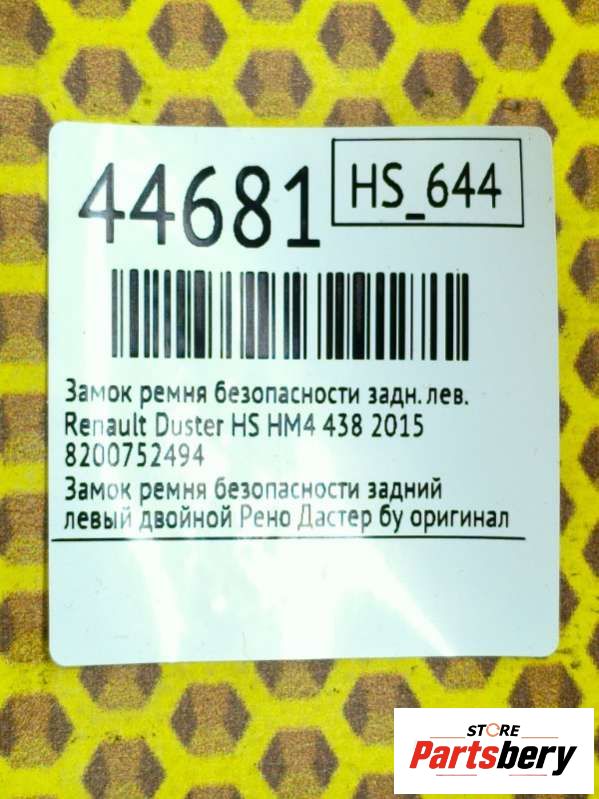 44681
HS_644
Замок ремня безопасности задн. лев.
Renault Duster HS HM4 438 2015
8200752494
Замок ремня безопасности задний
левый двойной Рено Дастер бу оригинал
STORE
Partsbery